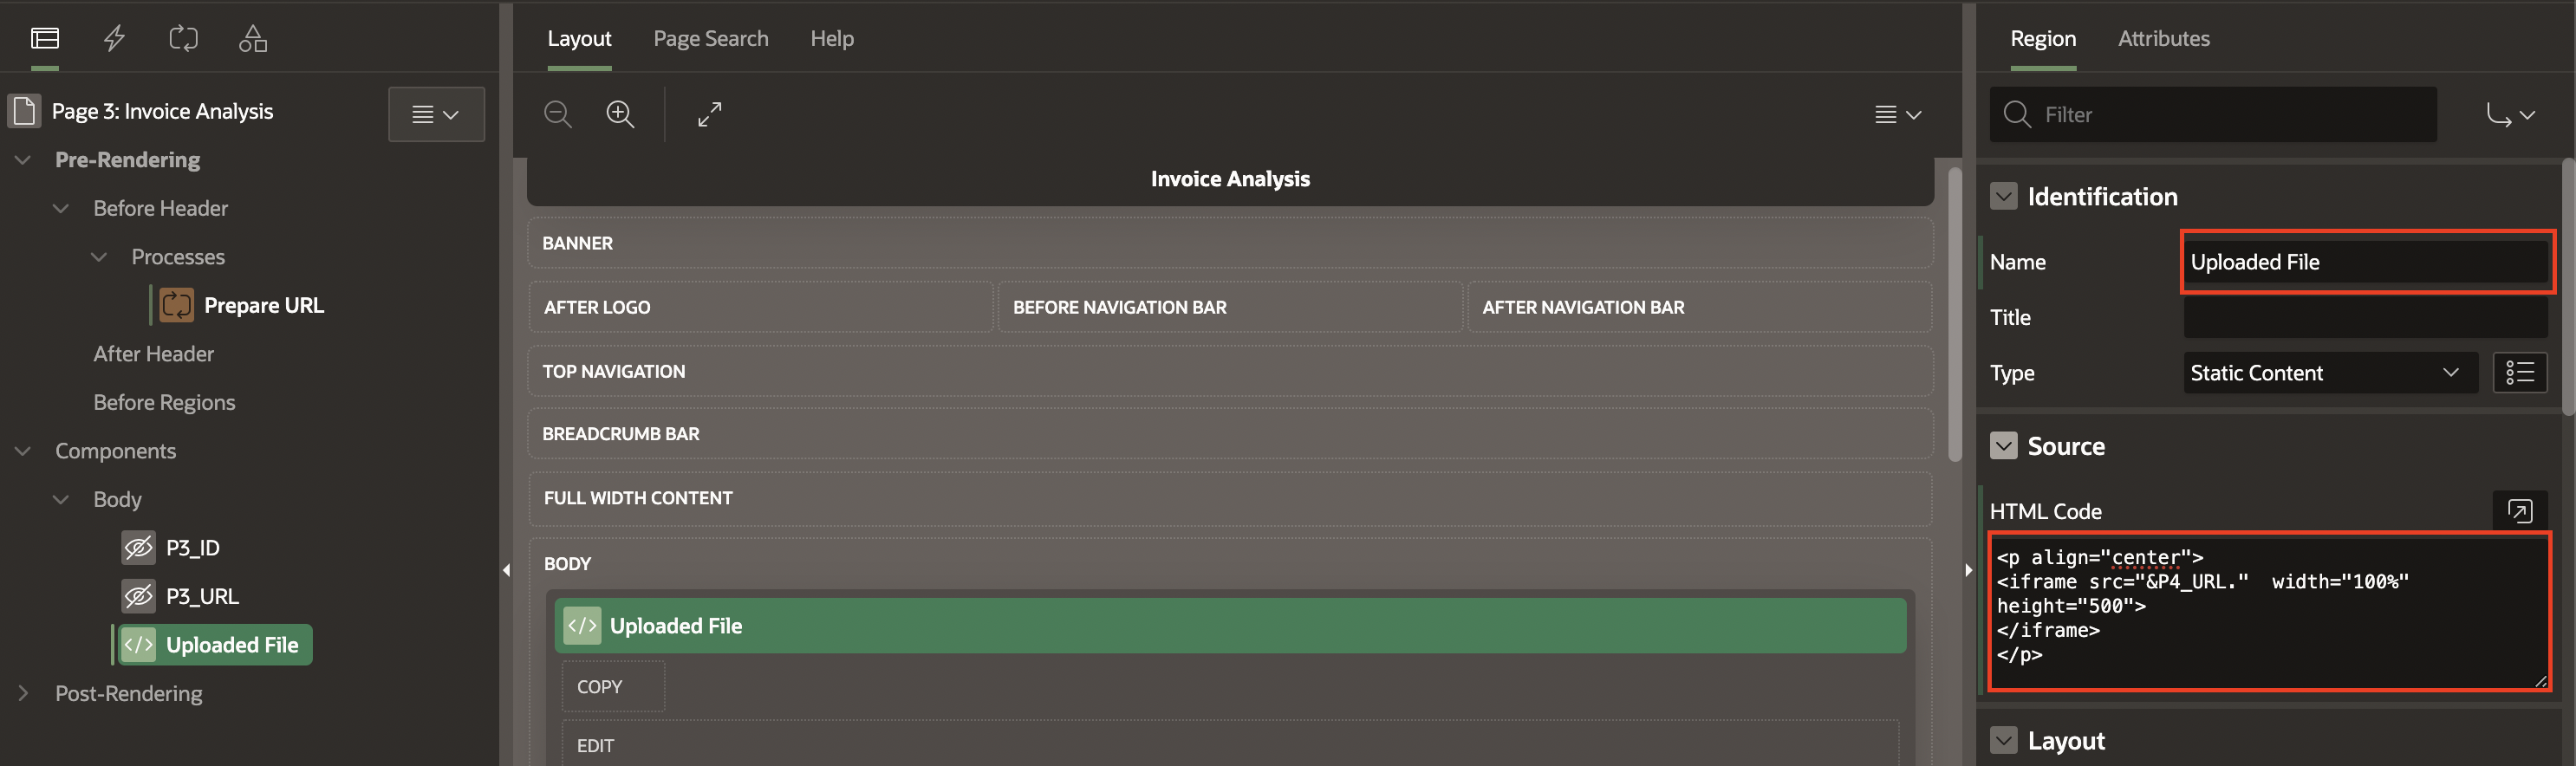 Page 3: Invoice Analysis
Pre-Rendering
Before Header
Processes
Prepare URL
After Header
Before Regions
Components
Body
P3_ID
P3_URL
</> Uploaded File
Post-Rendering
Layout Page Search Help
Invoice Analysis
BANNER
AFTER LOGO BEFORE NAVIGATION BAR AFTER NAVIGATION BAR
TOP NAVIGATION
BREADCRUMB BAR
FULL WIDTH CONTENT
BODY
</> Uploaded File
COPY
EDIT
Region Attributes
Filter
Identification
Name Uploaded File
Title
Type Static Content
Source
HTML Code
<p align="center">
<iframe src="&P4_URL."  width="100%"
height="500">
</iframe>
</p>
Layout